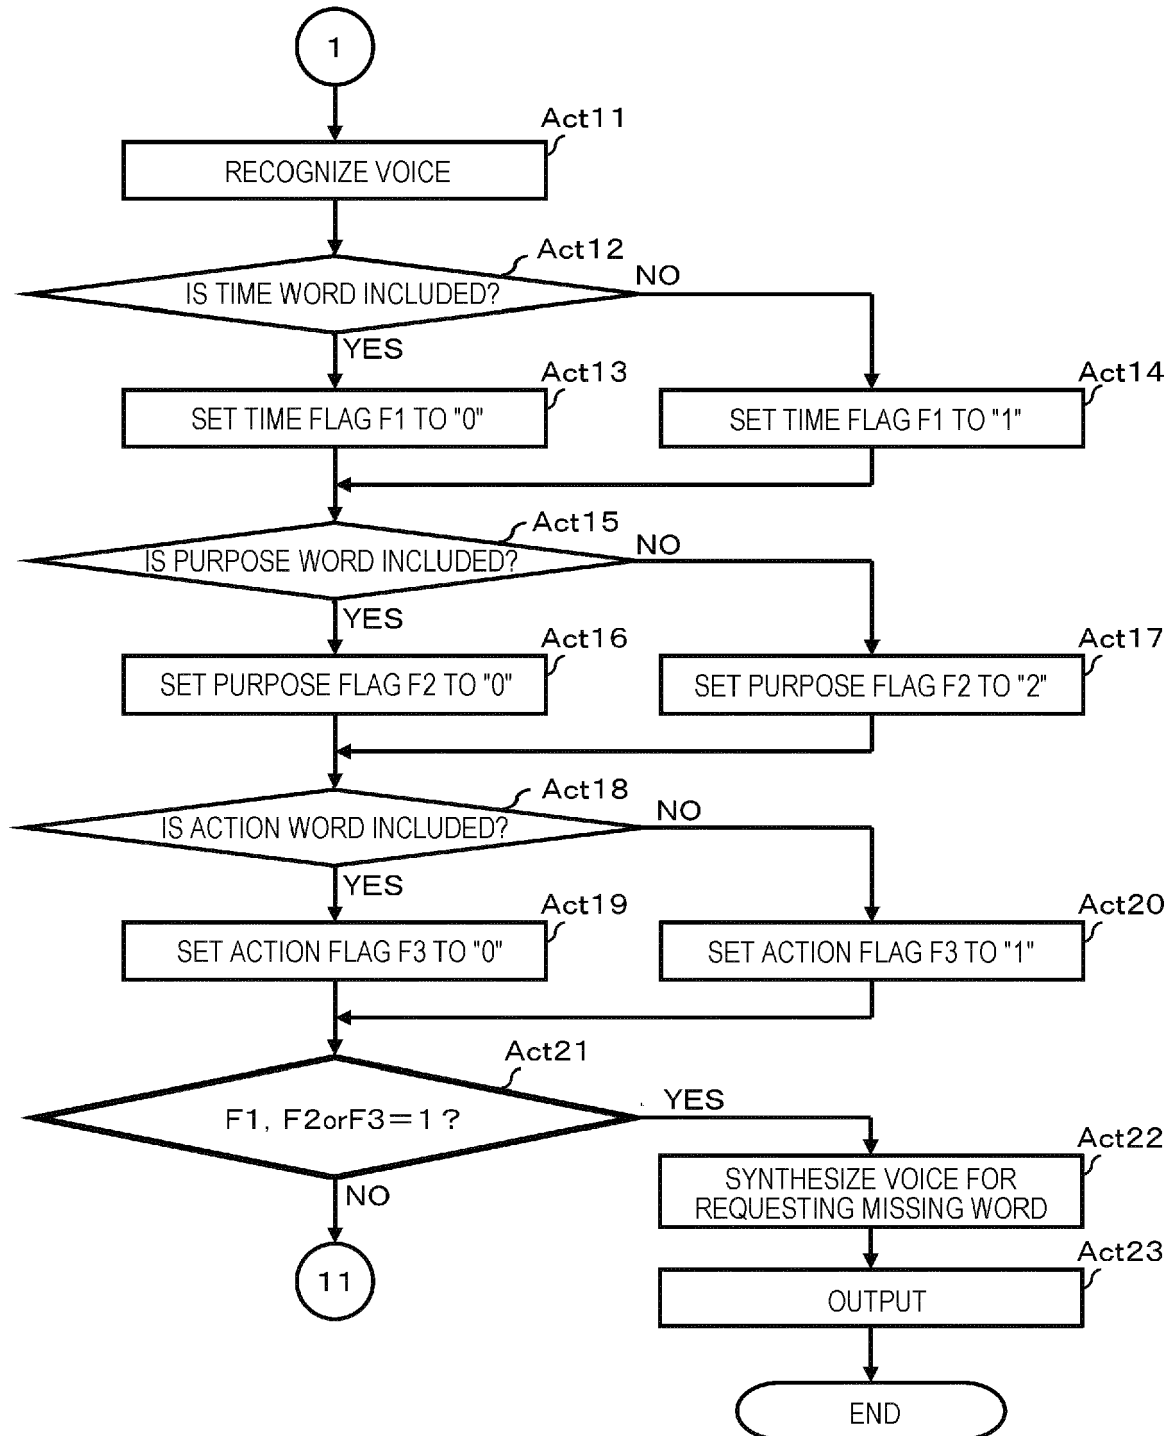 1
Act11
RECOGNIZE VOICE
Act12
IS TIME WORD INCLUDED?
NO
YES
Act13
SET TIME FLAG F1 TO "0"
Act14
SET TIME FLAG F1 TO "1"
Act15
IS PURPOSE WORD INCLUDED?
NO
YES
Act16
SET PURPOSE FLAG F2 TO "0"
Act17
SET PURPOSE FLAG F2 TO "2"
Act18
IS ACTION WORD INCLUDED?
NO
YES
Act19
SET ACTION FLAG F3 TO "0"
Act20
SET ACTION FLAG F3 TO "1"
Act21
F1, F2orF3=1?
YES
NO
11
Act22
SYNTHESIZE VOICE FOR
REQUESTING MISSING WORD
Act23
OUTPUT
END